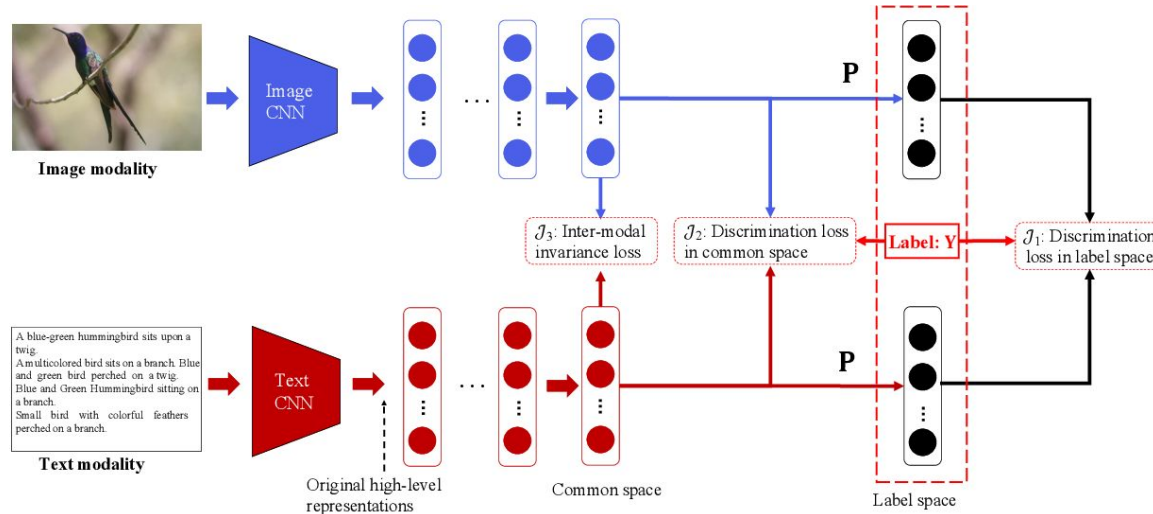 Image
CNN
Image modality
P
𝒥₃: Inter-modal
invariance loss
𝒥₂: Discrimination loss
in common space
Label: Y
𝒥₁: Discrimination
loss in label space
A blue-green hummingbird sits upon a
twig.
A multicolored bird sits on a branch. Blue
and green bird perched on a twig.
Blue and Green Hummingbird sitting on
a branch.
Small bird with colorful feathers
perched on a branch.
Text modality
Text
CNN
P
Original high-level
representations
Common space
Label space